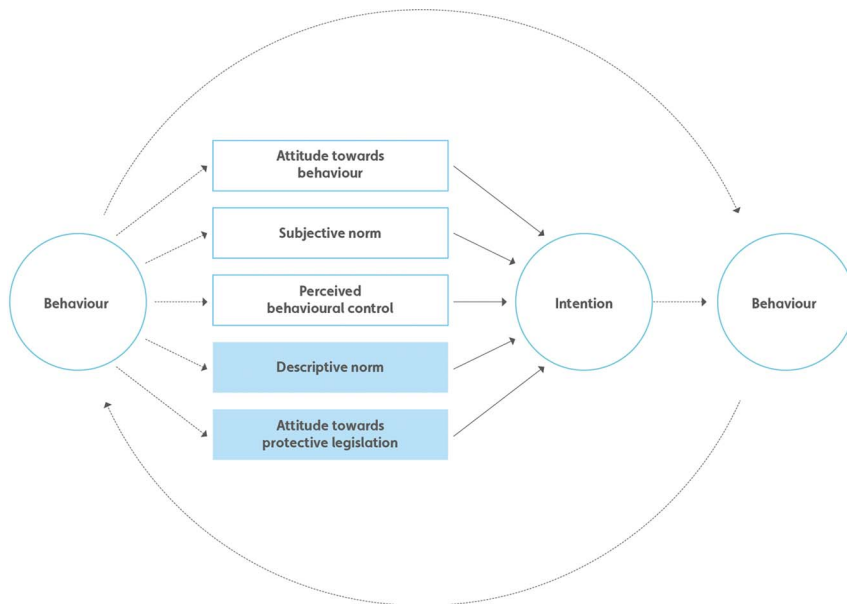 Attitude towards
behaviour
Subjective norm
Behaviour
Perceived
behavioural control
Intention
Behaviour
Descriptive norm
Attitude towards
protective legislation